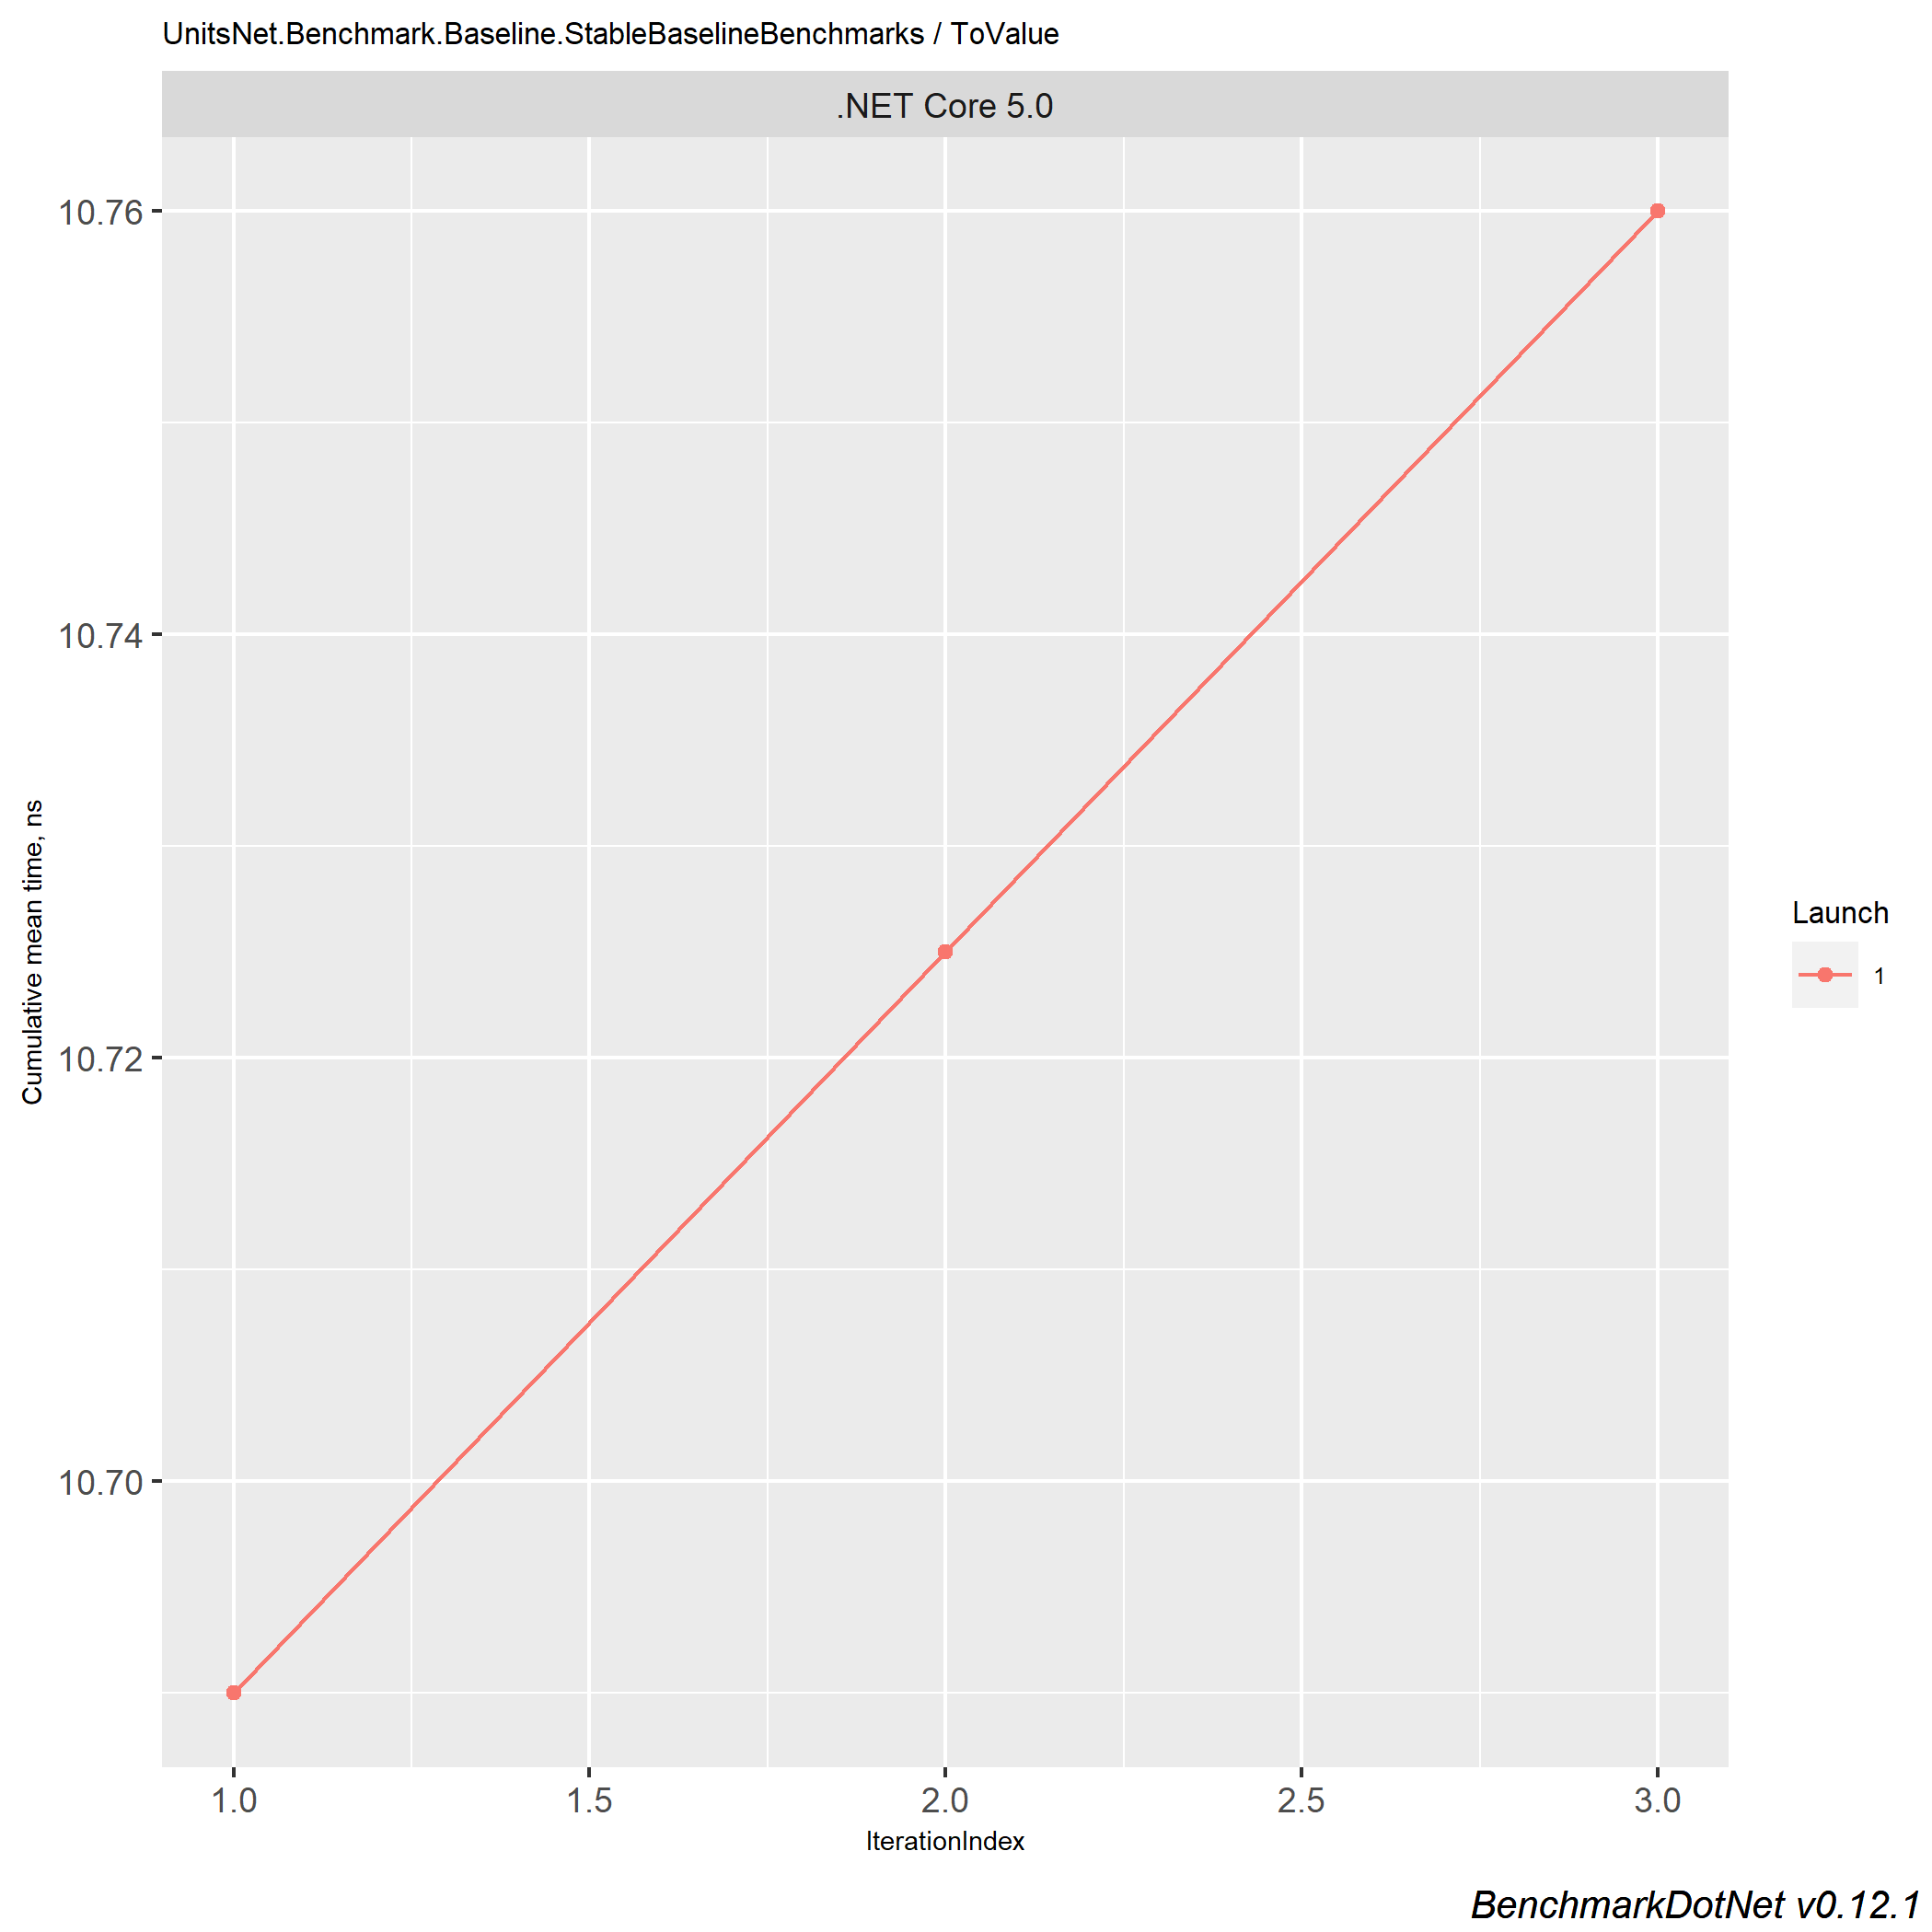 UnitsNet.Benchmark.Baseline.StableBaselineBenchmarks / ToValue
.NET Core 5.0
10.76
10.74
10.72
10.70
Cumulative mean time, ns
1.0 1.5 2.0 2.5 3.0
IterationIndex
Launch
1
BenchmarkDotNet v0.12.1